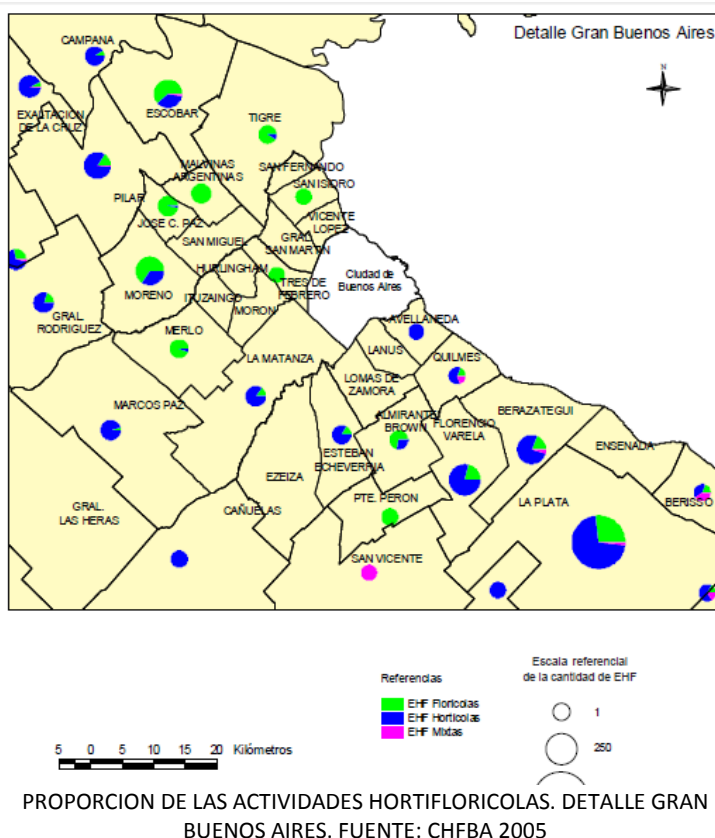 Detalle Gran Buenos Aires
N
CAMPANA
EXALTACION
DE LA CRUZ
ESCOBAR
TIGRE
MALVINAS
ARGENTINAS
SAN FERNANDO
SAN ISIDRO
PILAR
JOSE C. PAZ
VICENTE
LOPEZ
SAN MIGUEL
GRAL.
SAN MARTIN
HURLINGHAM
Ciudad de
Buenos Aires
MORENO
ITUZAINGO
TRES DE
FEBRERO
MORON
GRAL.
RODRIGUEZ
MERLO
AVELLANEDA
LA MATANZA
LANUS
QUILMES
LOMAS DE
ZAMORA
MARCOS PAZ
ALMIRANTE
BROWN
FLORENCIO
VARELA
BERAZATEGUI
ESTEBAN
ECHEVERRIA
ENSENADA
EZEIZA
PTE. PERON
LA PLATA
BERISSO
GRAL.
LAS HERAS
CAÑUELAS
SAN VICENTE
Referencias
EHF Floricolas
EHF Horticolas
EHF Mixtas
Escala referencial
de la cantidad de EHF
1
250
5 0 5 10 15 20 Kilómetros
PROPORCION DE LAS ACTIVIDADES HORTIFLORICOLAS. DETALLE GRAN
BUENOS AIRES. FUENTE: CHFBA 2005